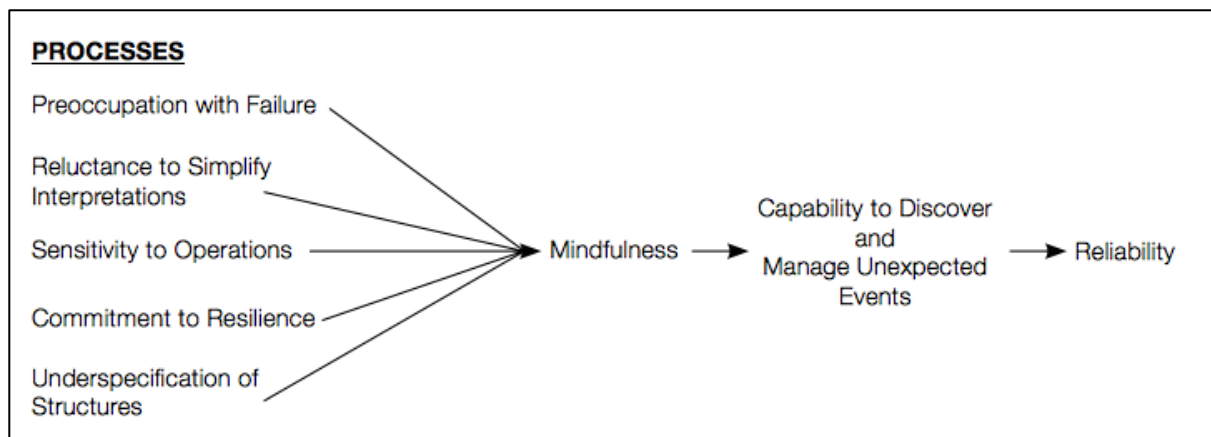 PROCESSES
Preoccupation with Failure
Reluctance to Simplify
Interpretations
Sensitivity to Operations
Commitment to Resilience
Underspecification of
Structures
Mindfulness
Capability to Discover
and
Manage Unexpected
Events
Reliability